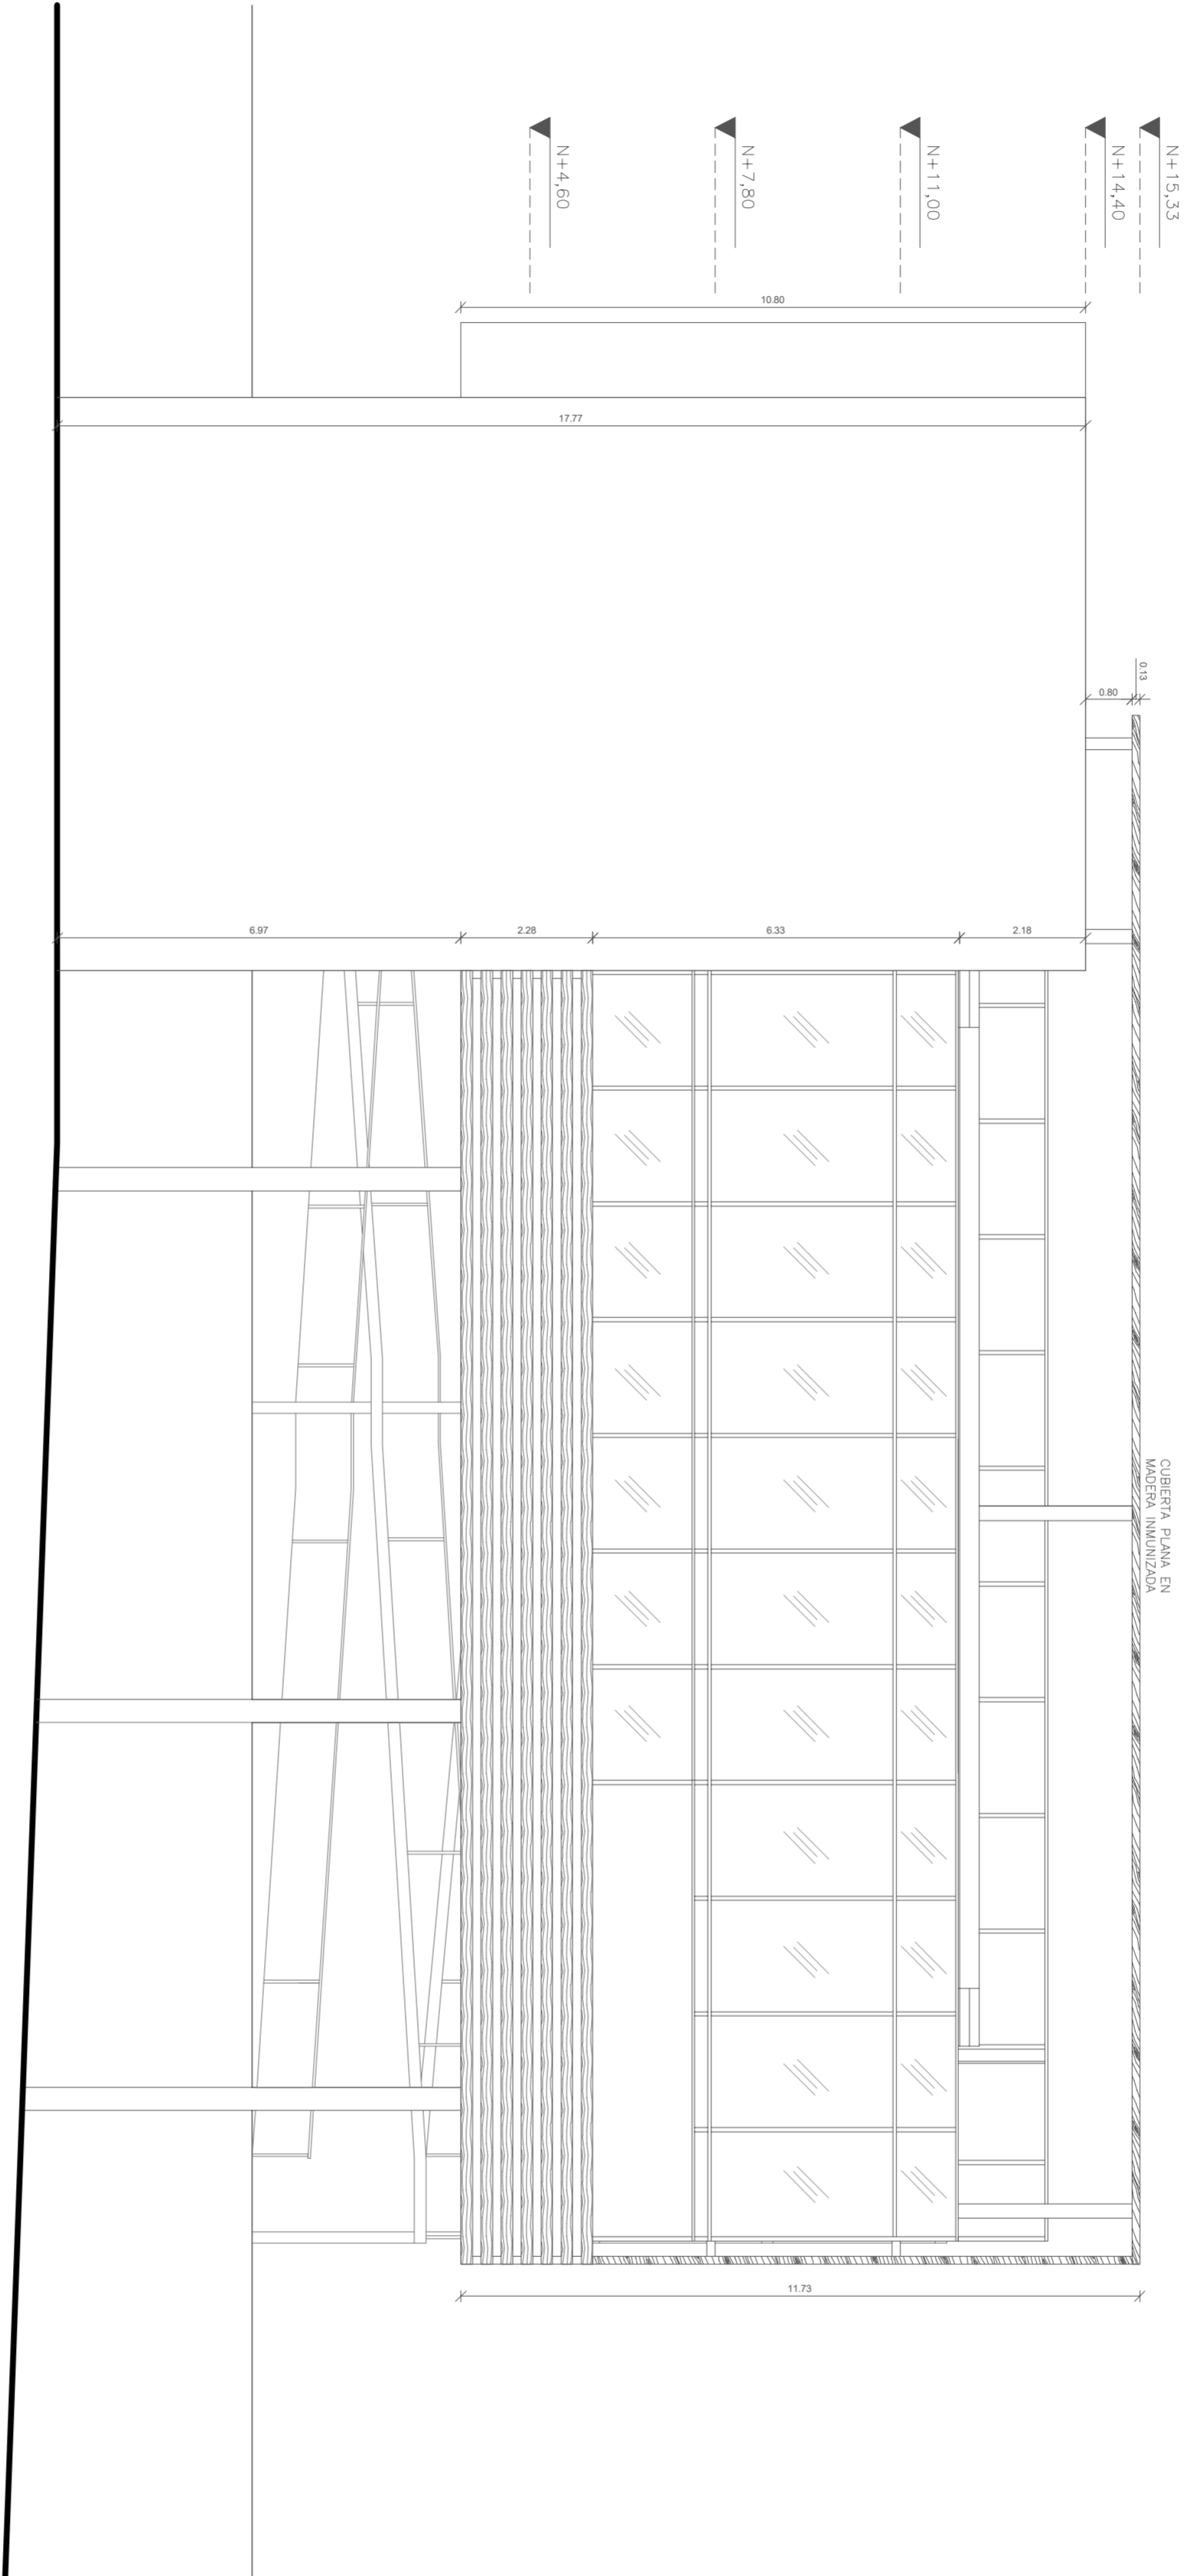 N+15,33
N+14,40
N+11,00
N+7,80
N+4,60
10.80
17.77
0.13
0.80
6.97
2.28
6.33
2.18
CUBIERTA PLANA EN
MADERA INMUNIZADA
11.73